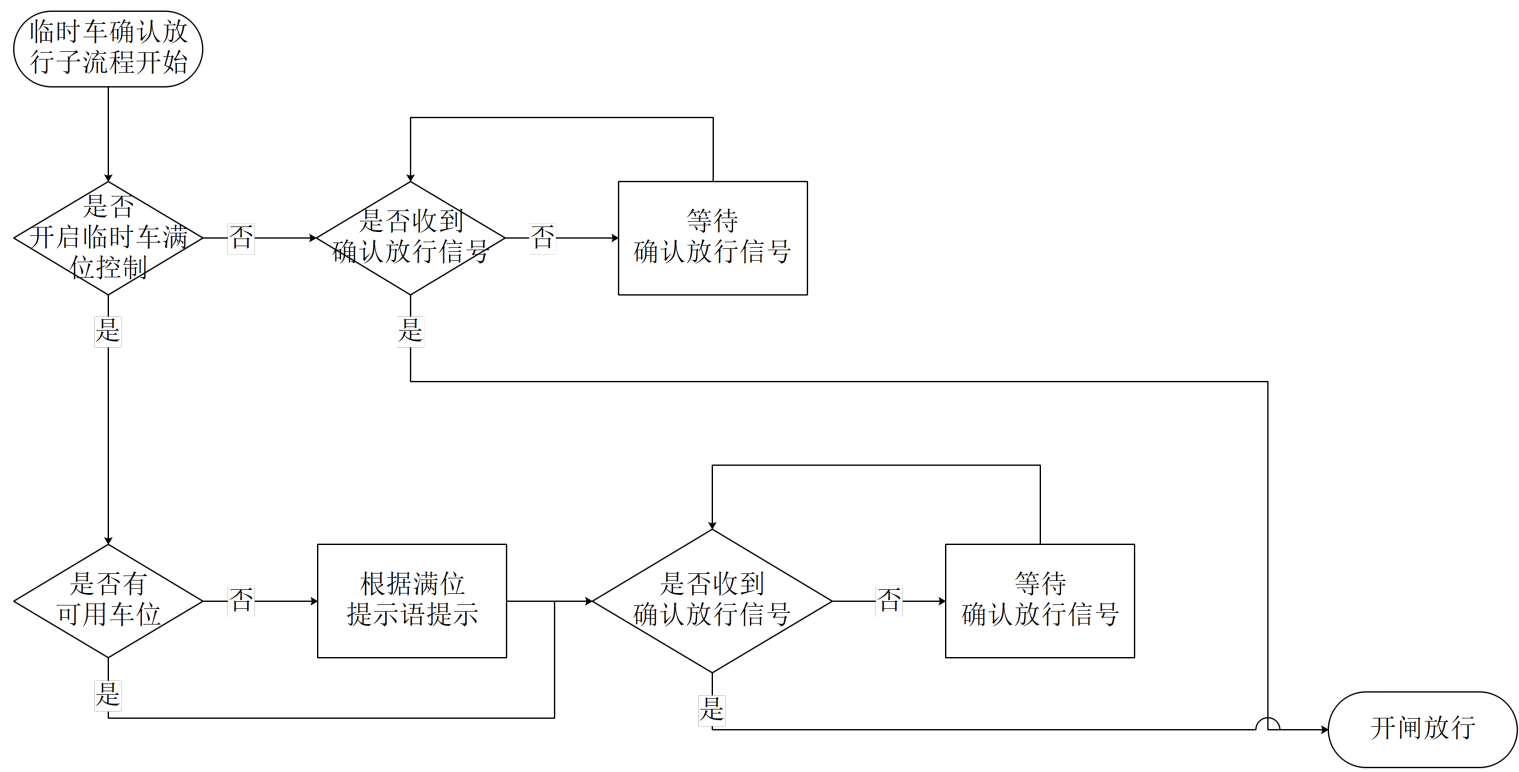 临时车确认放
行子流程开始
是否
开启临时车满
位控制
否
是否收到
确认放行信号
否
等待
确认放行信号
是
是
是否有
可用车位
否
根据满位
提示语提示
是否收到
确认放行信号
否
等待
确认放行信号
是
是
开闸放行